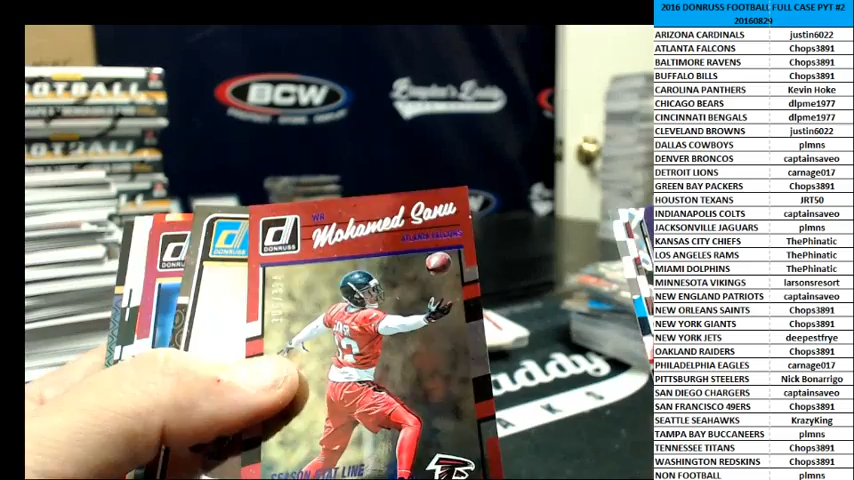 2016 DONRUSS FOOTBALL FULL CASE PYT #2
20160829
ARIZONA CARDINALS justin6022
ATLANTA FALCONS Chops3891
BALTIMORE RAVENS Chops3891
BUFFALO BILLS Chops3891
CAROLINA PANTHERS Kevin Hoke
CHICAGO BEARS dlpme1977
CINCINNATI BENGALS dlpme1977
CLEVELAND BROWNS justin6022
DALLAS COWBOYS plmns
DENVER BRONCOS captainsaveo
DETROIT LIONS carnage017
GREEN BAY PACKERS Chops3891
HOUSTON TEXANS JRT50
INDIANAPOLIS COLTS captainsaveo
JACKSONVILLE JAGUARS plmns
KANSAS CITY CHIEFS ThePhinatic
LOS ANGELES RAMS ThePhinatic
MIAMI DOLPHINS ThePhinatic
MINNESOTA VIKINGS larsonsresort
NEW ENGLAND PATRIOTS captainsaveo
NEW ORLEANS SAINTS Chops3891
NEW YORK GIANTS Chops3891
NEW YORK JETS deepestfrye
OAKLAND RAIDERS Chops3891
PHILADELPHIA EAGLES carnage017
PITTSBURGH STEELERS Nick Bonarrigo
SAN DIEGO CHARGERS captainsaveo
SAN FRANCISCO 49ERS Chops3891
SEATTLE SEAHAWKS KrazyKing
TAMPA BAY BUCCANEERS plmns
TENNESSEE TITANS Chops3891
WASHINGTON REDSKINS Chops3891
NON FOOTBALL plmns
BCW
DONRUSS
WR
Mohamed Sanu
ATLANTA FALCONS
DONRUSS
SEASON STAT LINE